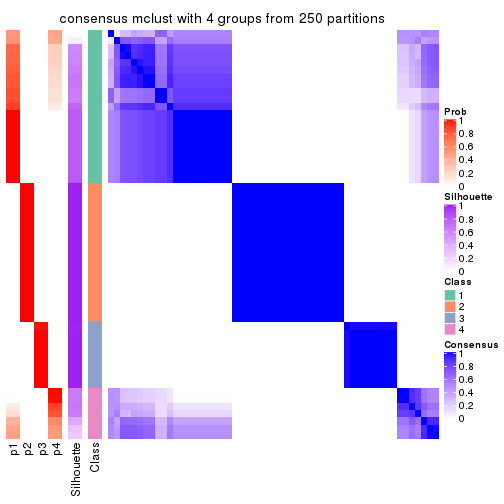 consensus mclust with 4 groups from 250 partitions
Prob
1
0.8
0.6
0.4
0.2
0
Silhouette
1
0.8
0.6
0.4
0.2
0
Class
1
2
3
4
Consensus
1
0.8
0.6
0.4
0.2
0
p1
p2
p3
p4
Silhouette
Class